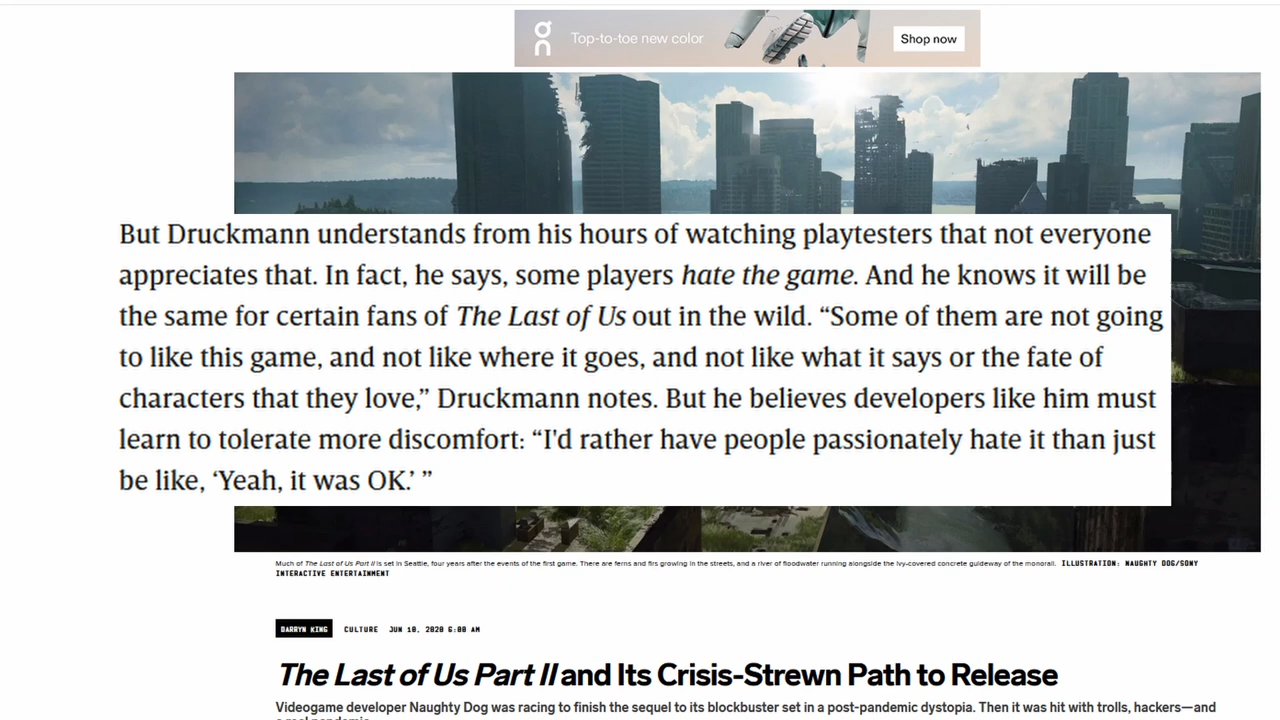 on
Top-to-toe new color
Shop now
But Druckmann understands from his hours of watching playtesters that not everyone
appreciates that. In fact, he says, some players hate the game. And he knows it will be
the same for certain fans of The Last of Us out in the wild. “Some of them are not going
to like this game, and not like where it goes, and not like what it says or the fate of
characters that they love,” Druckmann notes. But he believes developers like him must
learn to tolerate more discomfort: “I'd rather have people passionately hate it than just
be like, ‘Yeah, it was OK.’ ”
Much of The Last of Us Part II is set in Seattle, four years after the events of the first game. There are ferns and firs growing in the streets, and a river of floodwater running alongside the ivy-covered concrete guideway of the monorail. ILLUSTRATION: NAUGHTY DOG/SONY
INTERACTIVE ENTERTAINMENT
DARRYN KING CULTURE JUN 10, 2020 6:00 AM
The Last of Us Part II and Its Crisis-Strewn Path to Release
Videogame developer Naughty Dog was racing to finish the sequel to its blockbuster set in a post-pandemic dystopia. Then it was hit with trolls, hackers—and
a real pandemic.